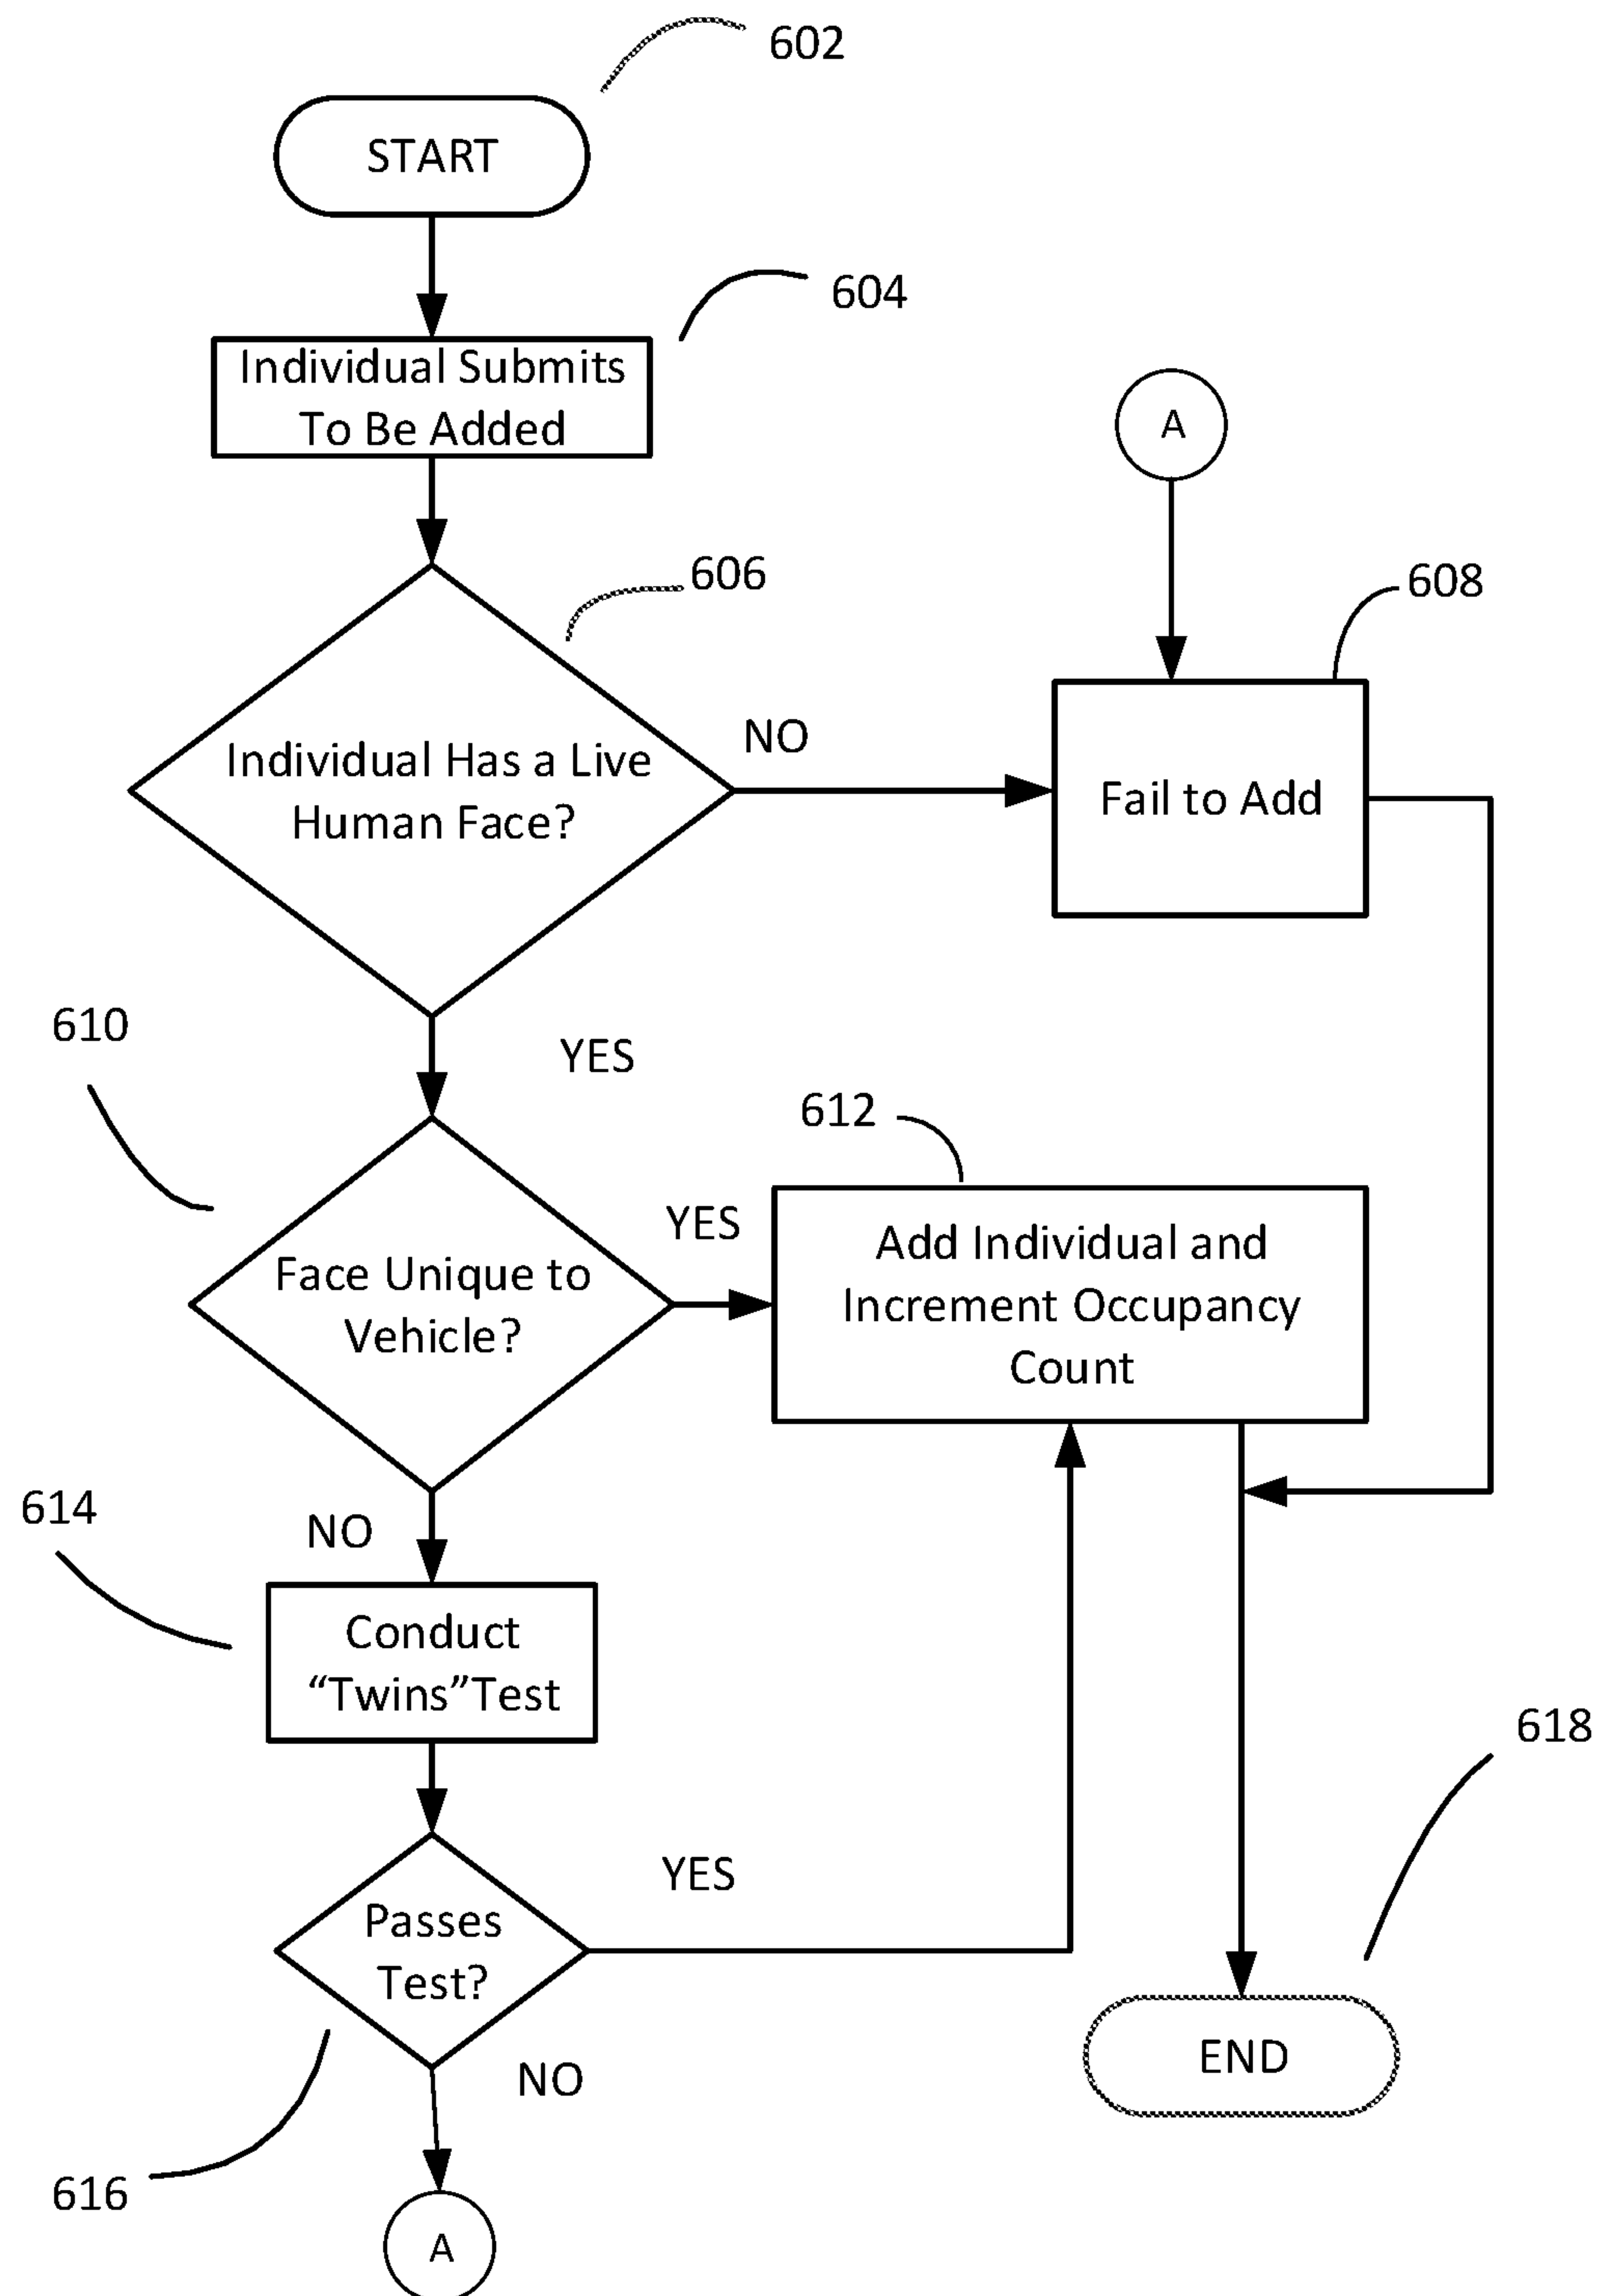 602
START
604
Individual Submits
To Be Added
A
606
608
Individual Has a Live
Human Face?
NO
Fail to Add
610
YES
612
Face Unique to
Vehicle?
YES
Add Individual and
Increment Occupancy
Count
614
NO
Conduct
“Twins”Test
618
Passes
Test?
YES
END
NO
616
A